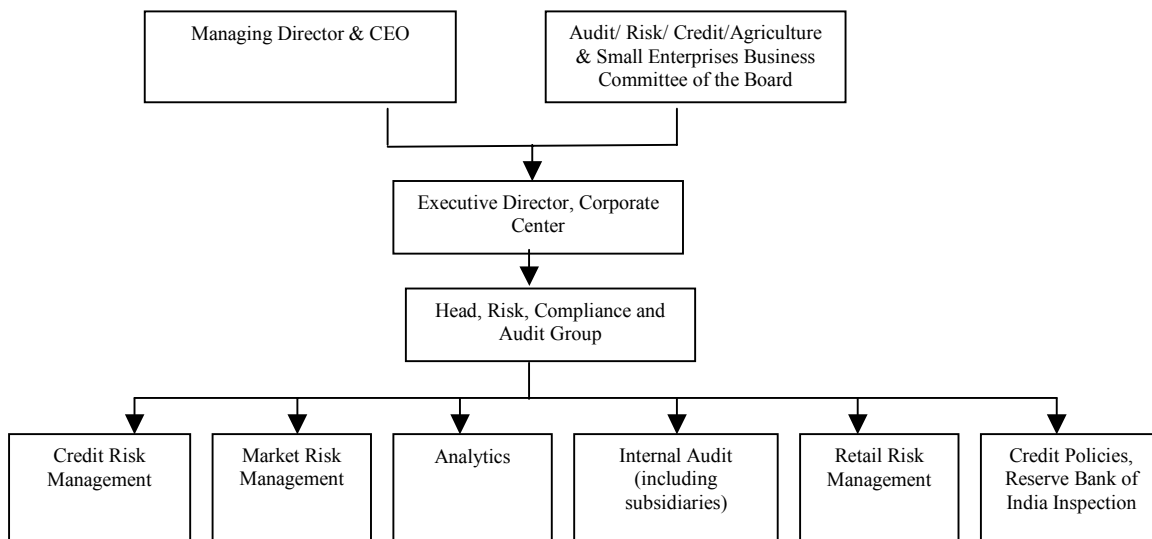 Managing Director & CEO
Audit/ Risk/ Credit/Agriculture
& Small Enterprises Business
Committee of the Board
Executive Director, Corporate
Center
Head, Risk, Compliance and
Audit Group
Credit Risk
Management
Market Risk
Management
Analytics
Internal Audit
(including
subsidiaries)
Retail Risk
Management
Credit Policies,
Reserve Bank of
India Inspection